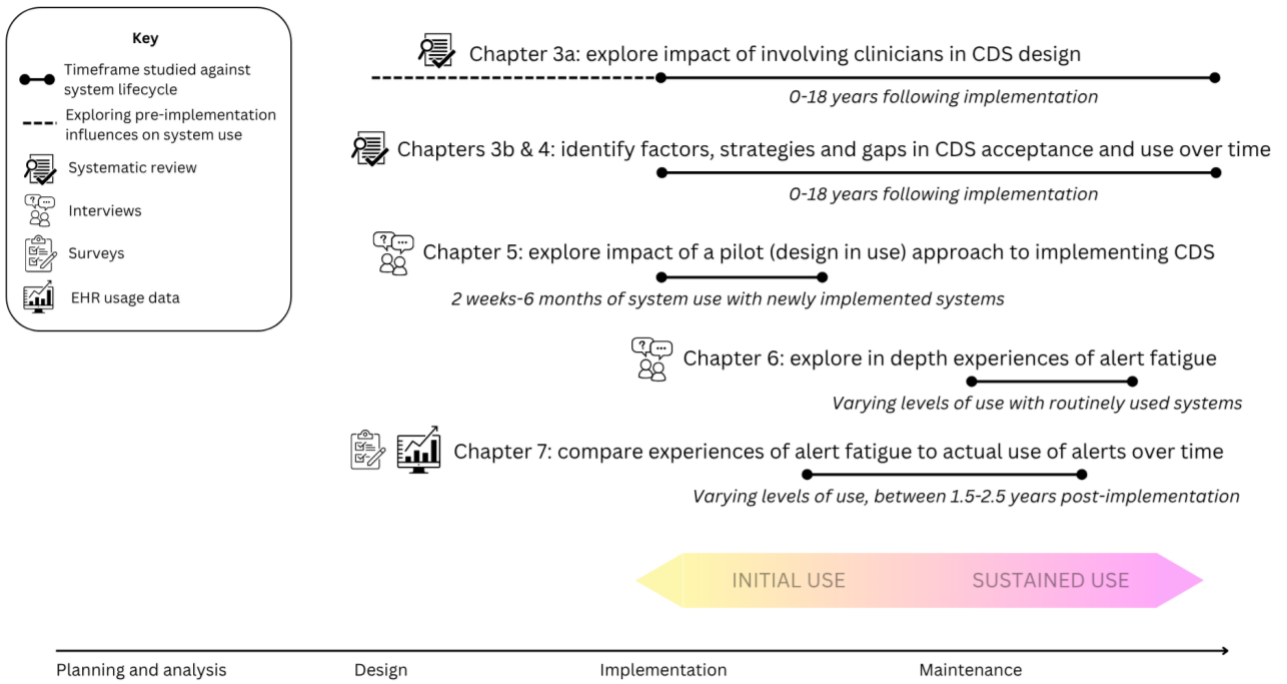 Key
Timeframe studied against
system lifecycle
Exploring pre-implementation
influences on system use
Systematic review
Interviews
Surveys
EHR usage data
Chapter 3a: explore impact of involving clinicians in CDS design
0-18 years following implementation
Chapters 3b & 4: identify factors, strategies and gaps in CDS acceptance and use over time
0-18 years following implementation
Chapter 5: explore impact of a pilot (design in use) approach to implementing CDS
2 weeks-6 months of system use with newly implemented systems
Chapter 6: explore in depth experiences of alert fatigue
Varying levels of use with routinely used systems
Chapter 7: compare experiences of alert fatigue to actual use of alerts over time
Varying levels of use, between 1.5-2.5 years post-implementation
INITIAL USE SUSTAINED USE
Planning and analysis Design Implementation Maintenance